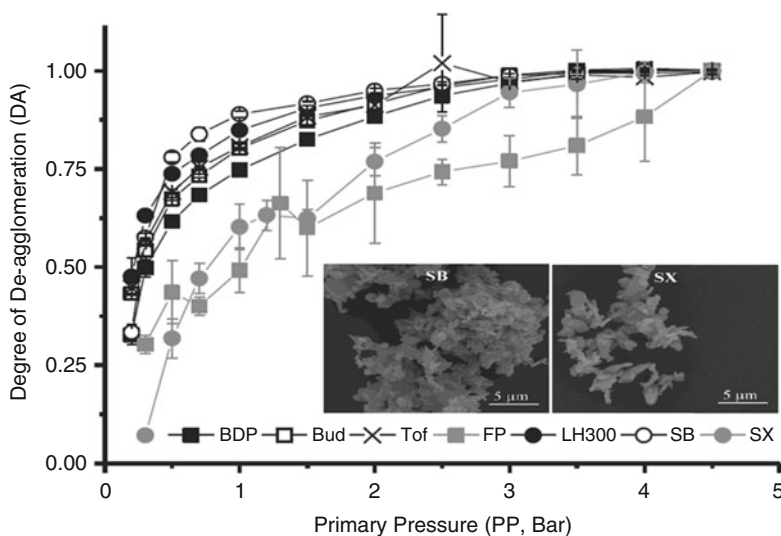 Degree of De-agglomeration (DA)
1.00
0.75
0.50
0.25
0.00
SB
5 μm
SX
5 μm
BDP Bud Tof FP LH300 SB SX
0 1 2 3 4 5
Primary Pressure (PP, Bar)